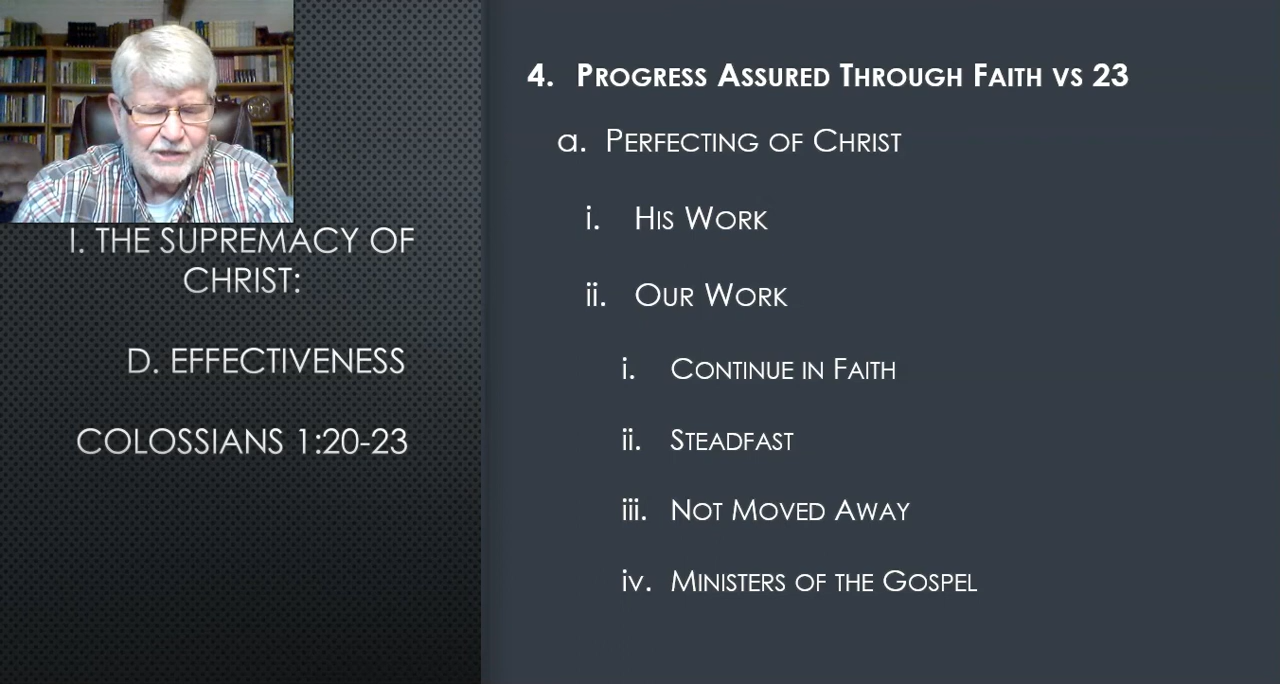 I. THE SUPREMACY OF
CHRIST:
D. EFFECTIVENESS
COLOSSIANS 1:20-23
4. PROGRESS ASSURED THROUGH FAITH VS 23
a. PERFECTING OF CHRIST
i. HIS WORK
ii. OUR WORK
i. CONTINUE IN FAITH
ii. STEADFAST
iii. NOT MOVED AWAY
iv. MINISTERS OF THE GOSPEL